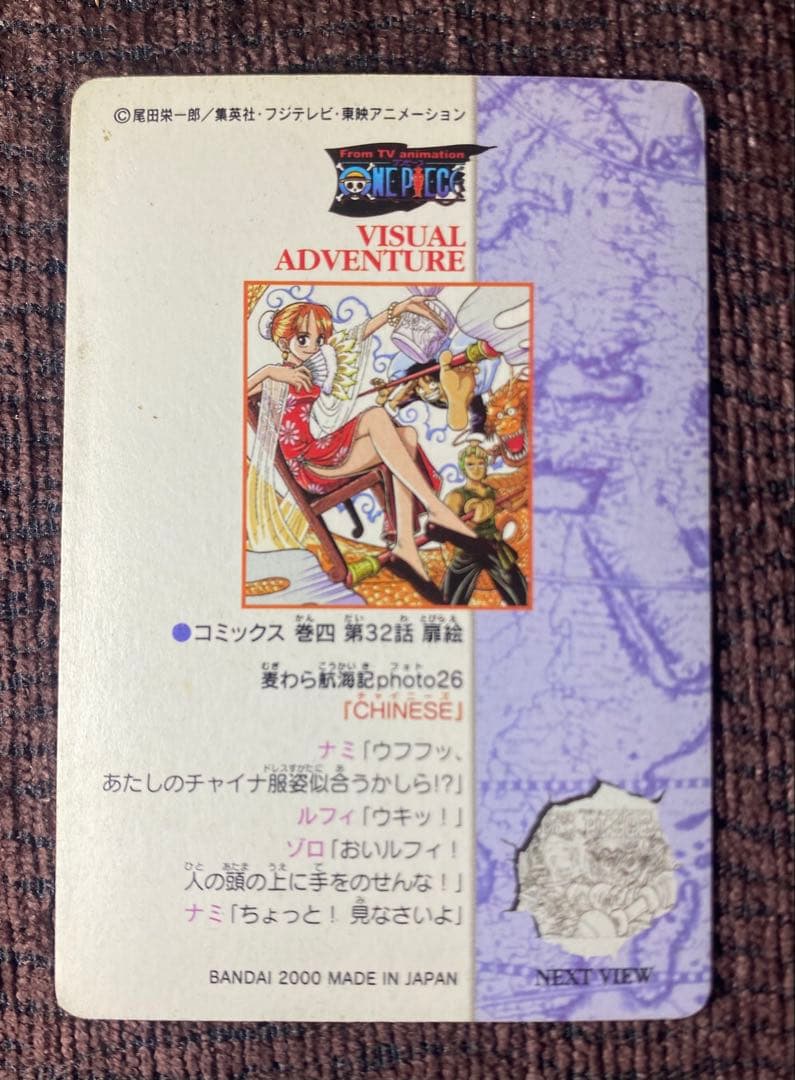 ©尾田栄一郎／集英社・フジテレビ・東映アニメーション
From TV animation
ONE PIECE
VISUAL
ADVENTURE
●コミックス 巻四 第32話 扉絵
麦わら航海記photo26
「CHINESE」
ナミ「ウフフッ、
あたしのチャイナ服姿似合うかしら!?」
ルフィ「ウキッ！」
ゾロ「おいルフィ！
人の頭の上に手をのせんな！」
ナミ「ちょっと！ 見なさいよ」
BANDAI 2000 MADE IN JAPAN
NEXT VIEW